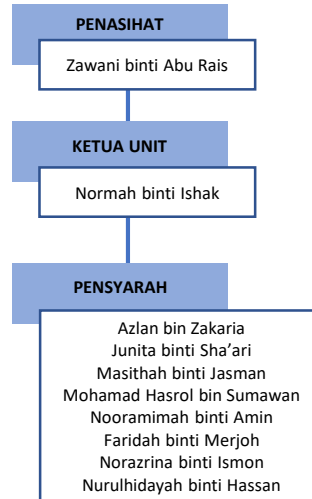 PENASIHAT
Zawani binti Abu Rais
KETUA UNIT
Normah binti Ishak
PENSYARAH
Azlan bin Zakaria
Junita binti Sha'ari
Masithah binti Jasman
Mohamad Hasrol bin Sumawan
Nooramimah binti Amin
Faridah binti Merjoh
Norazrina binti Ismon
Nurulhidayah binti Hassan